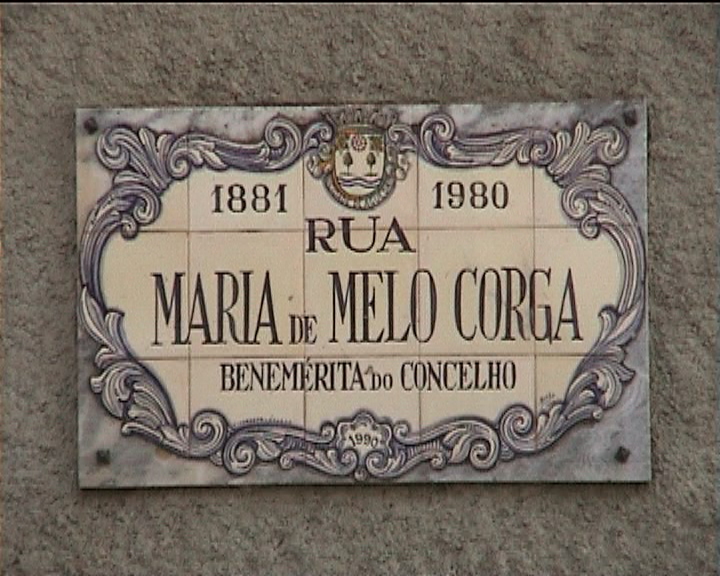 1881 1980
RUA
MARIA DE MELO CORGA
BENEMÉRITA DO CONCELHO
1990